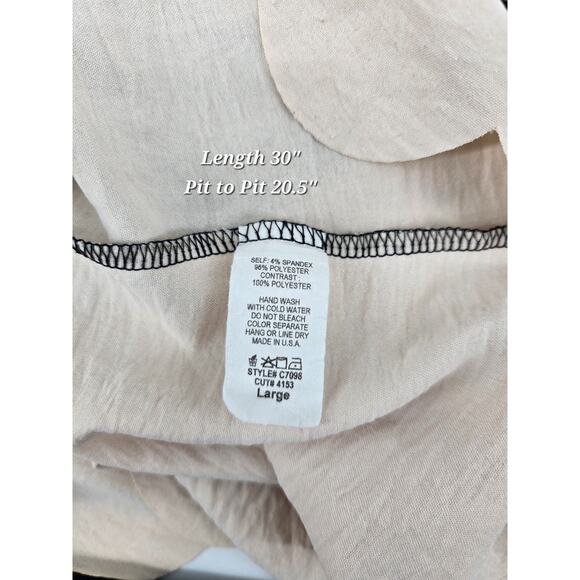 Length 30"
Pit to Pit 20.5"
SELF: 4% SPANDEX
96% POLYESTER
CONTRAST :
100% POLYESTER
HAND WASH
WITH COLD WATER
DO NOT BLEACH
COLOR SEPARATE
HANG OR LINE DRY
MADE IN U.S.A.
STYLE# C7098
CUT# 4153
Large